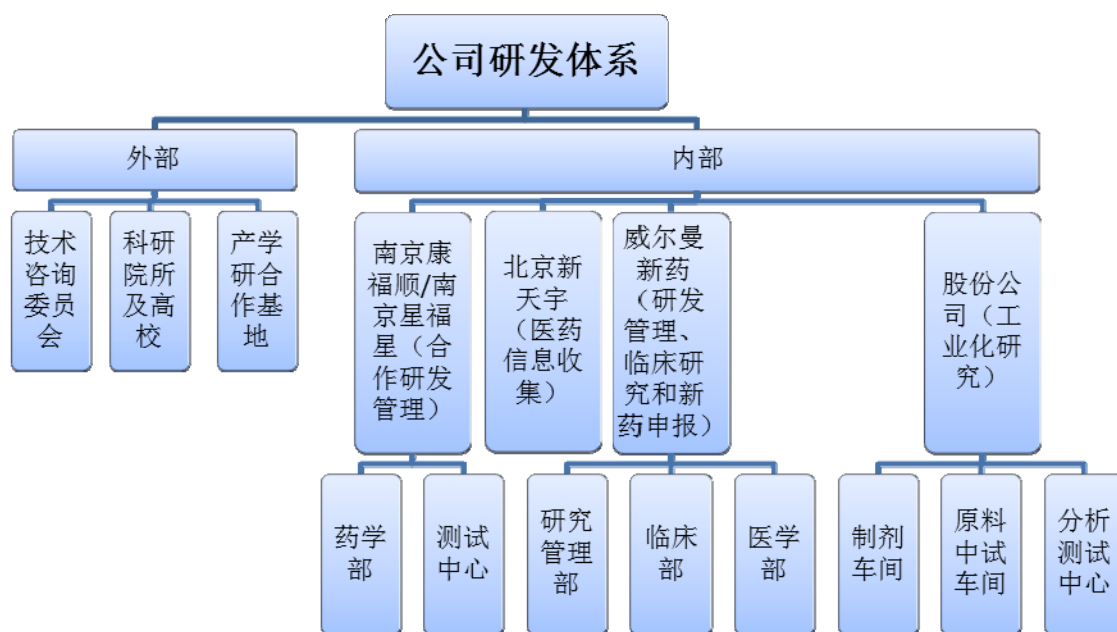 公司研发体系
外部
内部
技术
咨询
委员
会
科研
院所
及高
校
产学
研合
作基
地
南京康
福顺/南
京星福
星（合
作研发
管理）
北京新
天宇
（医药
信息收
集）
威尔曼
新药
（研发
管理、
临床研
究和新
药申报）
股份公
司（工
业化研
究）
药学
部
测试
中心
研究
管理
部
临床
部
医学
部
制剂
车间
原料
中试
车间
分析
测试
中心